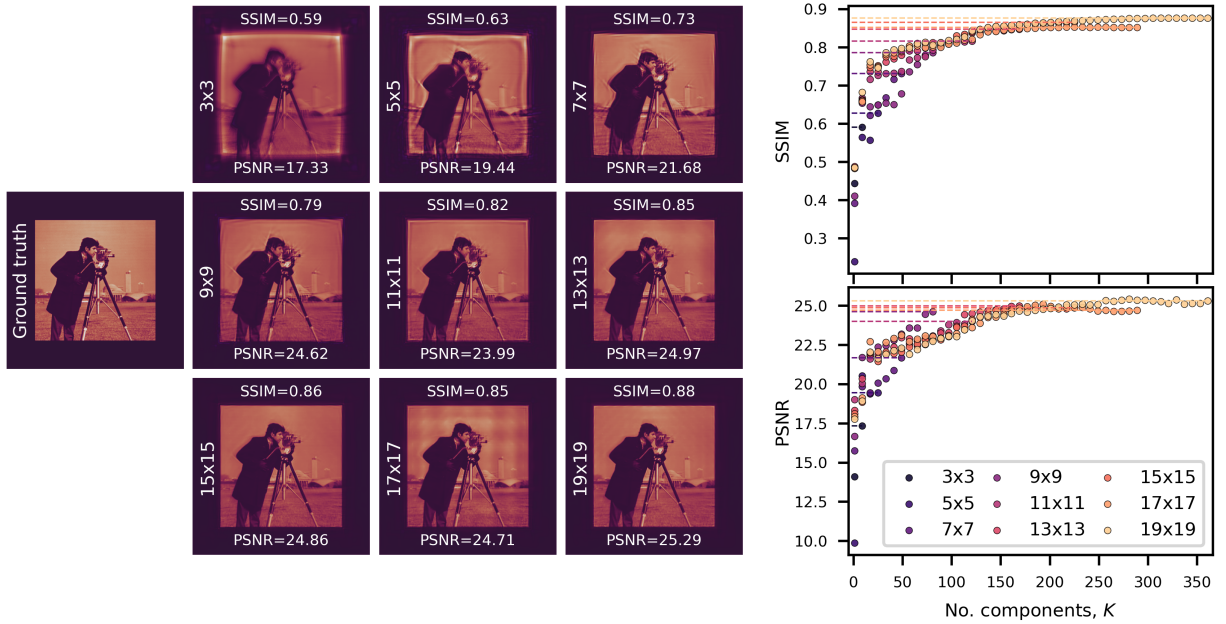 SSIM=0.59
3x3
PSNR=17.33
SSIM=0.63
5x5
PSNR=19.44
SSIM=0.73
7x7
PSNR=21.68
Ground truth
SSIM=0.79
9x9
PSNR=24.62
SSIM=0.82
11x11
PSNR=23.99
SSIM=0.85
13x13
PSNR=24.97
SSIM=0.86
15x15
PSNR=24.86
SSIM=0.85
17x17
PSNR=24.71
SSIM=0.88
19x19
PSNR=25.29
SSIM
0.9
0.8
0.7
0.6
0.5
0.4
0.3
PSNR
25.0
22.5
20.0
17.5
15.0
12.5
10.0
3x3
5x5
7x7
9x9
11x11
13x13
15x15
17x17
19x19
0
50
100
150
200
250
300
350
No. components, K